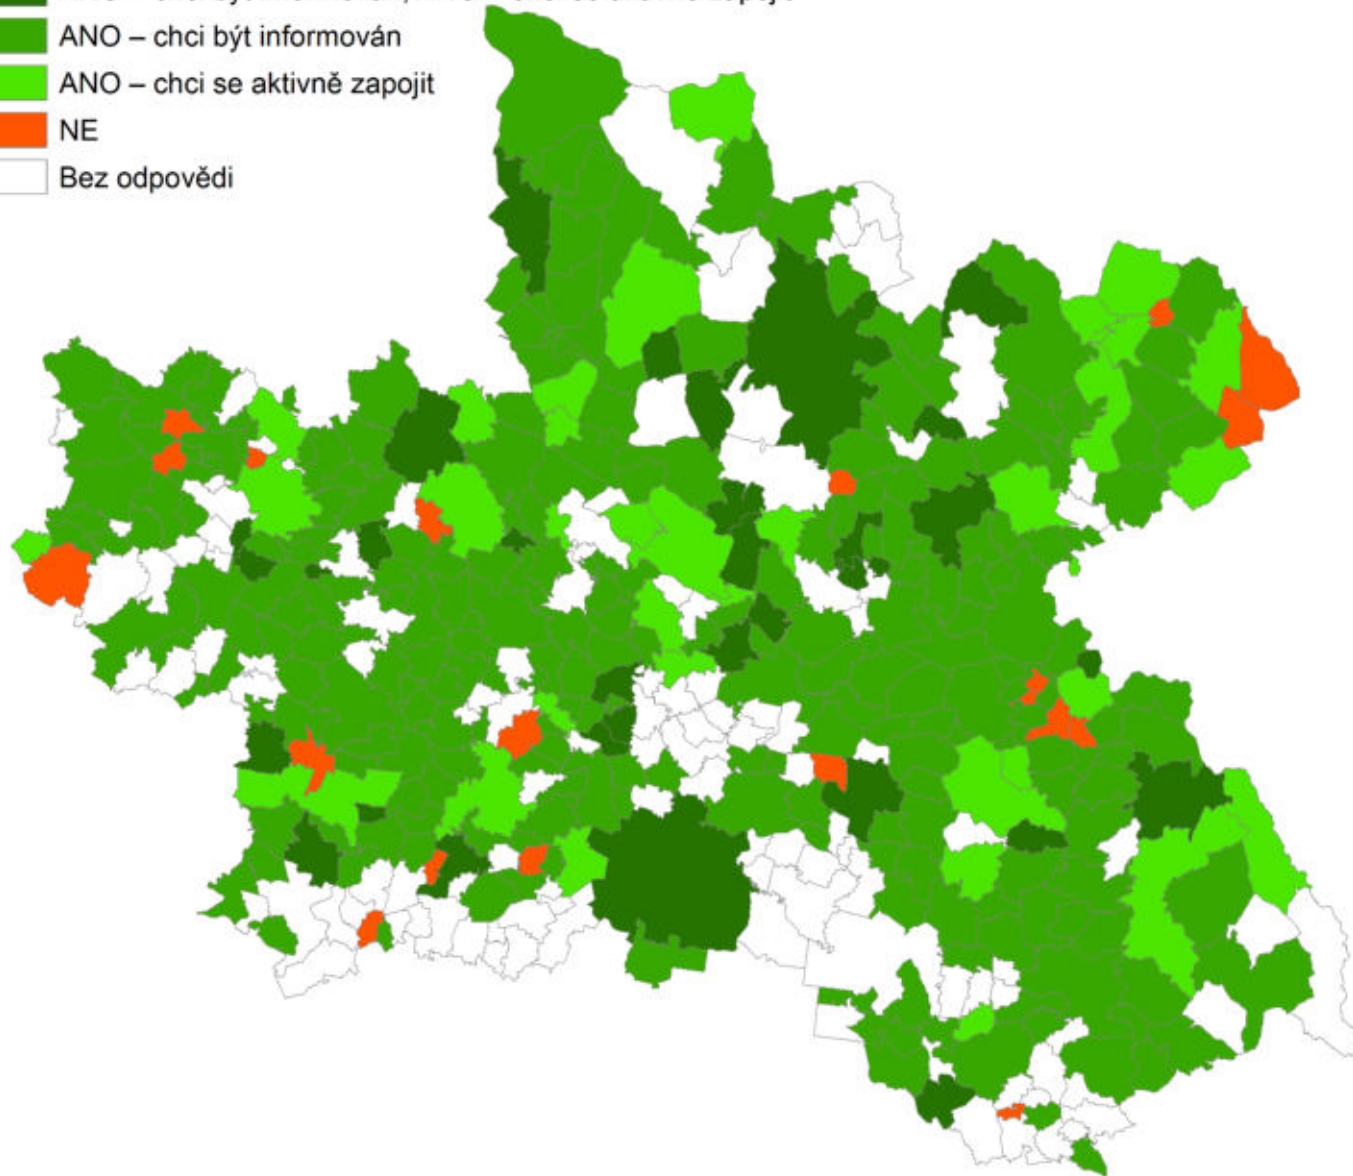 ANO – chci být informován
ANO – chci se aktivně zapojit
NE
Bez odpovědi